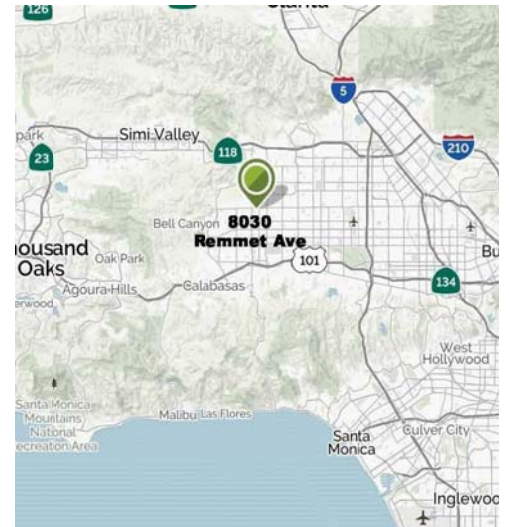 126
5
park
Simi Valley
118
210
23
8030
Remmet Ave
Bell Canyon
ousand
Oaks
Oak Park
101
Bu
134
Agoura Hills
Calabasas
erwood
West
Hollywood
Santa Monica
Mountains
National
ecreation Area
Malibu
Las Flores
Santa
Monica
Culver City
Inglewoo